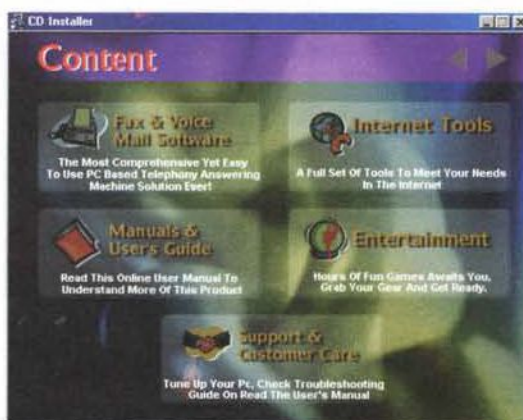 CD Installer
Content
Fax & Voice
Mail Software
The Most Comprehensive Yet Easy
To Use PC Based Telephony Answering
Machine Solution Ever!
Internet Tools
A Full Set Of Tools To Meet Your Needs
In The Internet
Manuals &
User's Guide
Read This Online User Manual To
Understand More Of This Product
Entertainment
Hours Of Fun Games Awaits You,
Grab Your Gear And Get Ready.
Support &
Customer Care
Tune Up Your Pc, Check Troubleshooting
Guide On Read The User's Manual